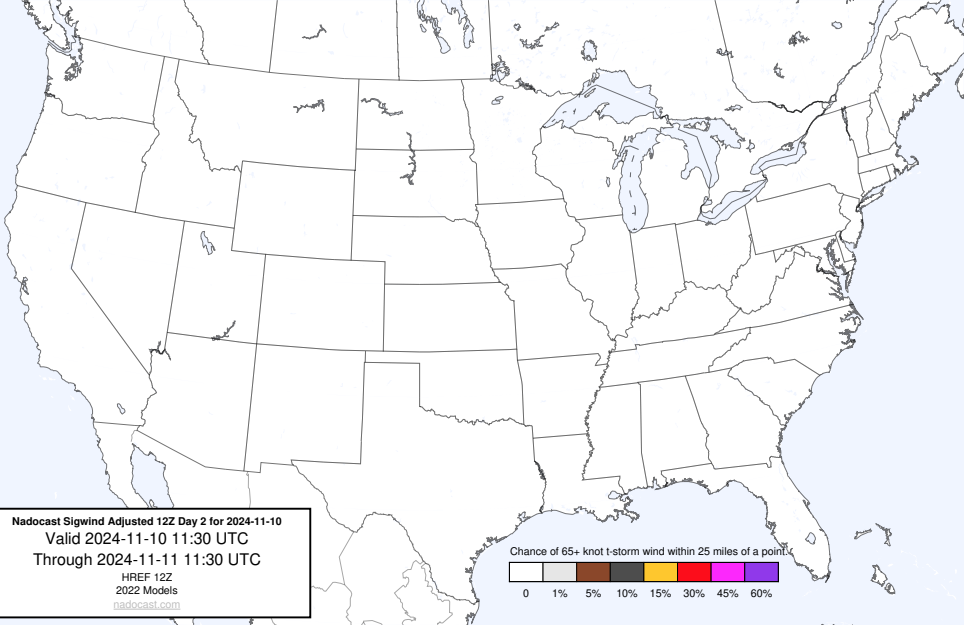 Nadocast Sigwind Adjusted 12Z Day 2 for 2024-11-10
Valid 2024-11-10 11:30 UTC
Through 2024-11-11 11:30 UTC
HREF 12Z
2022 Models
nadocast.com
Chance of 65+ knot t-storm wind within 25 miles of a point.
0 1% 5% 10% 15% 30% 45% 60%